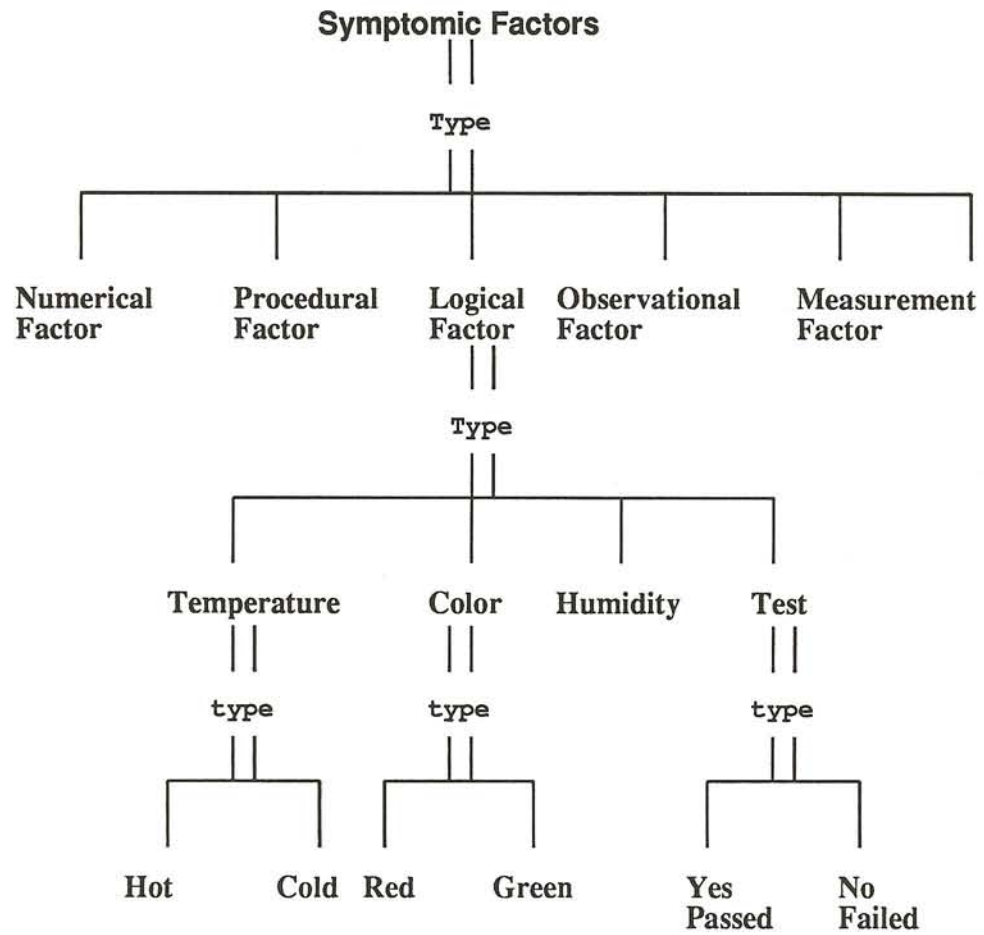 Symptomic Factors
Type
Numerical Factor
Procedural Factor
Logical Factor
Observational Factor
Measurement Factor
Type
Temperature
Color
Humidity
Test
type
type
type
Hot
Cold
Red
Green
Yes Passed
No Failed